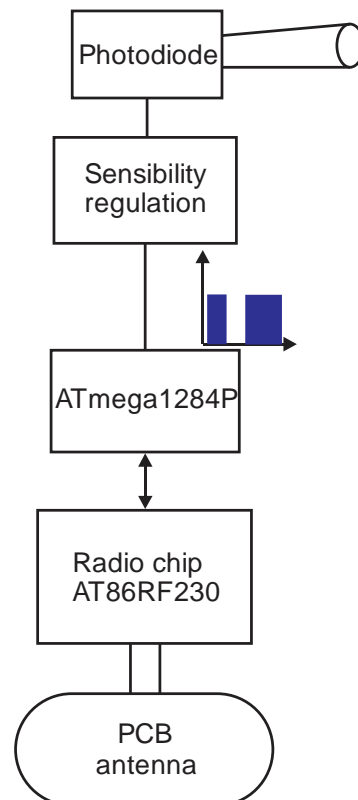 Photodiode
Sensibility
regulation
ATmega1284P
Radio chip
AT86RF230
PCB
antenna